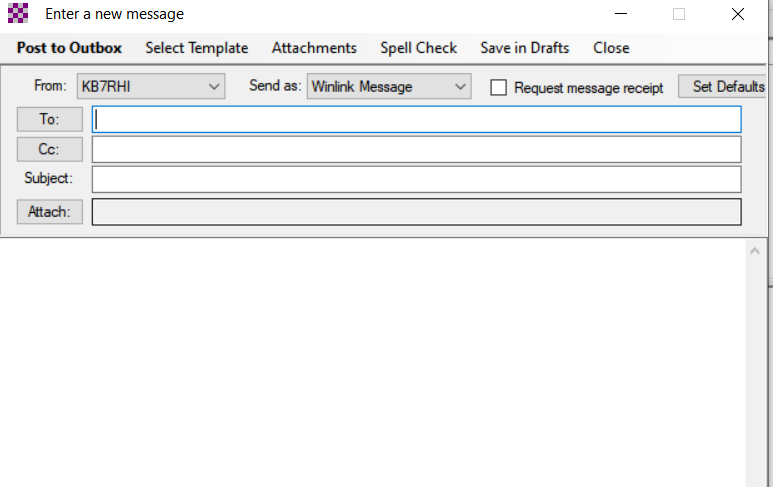 Enter a new message
Post to Outbox Select Template Attachments Spell Check Save in Drafts Close
From: KB7RHI Send as: Winlink Message Request message receipt Set Defaults
To:
Cc:
Subject:
Attach: